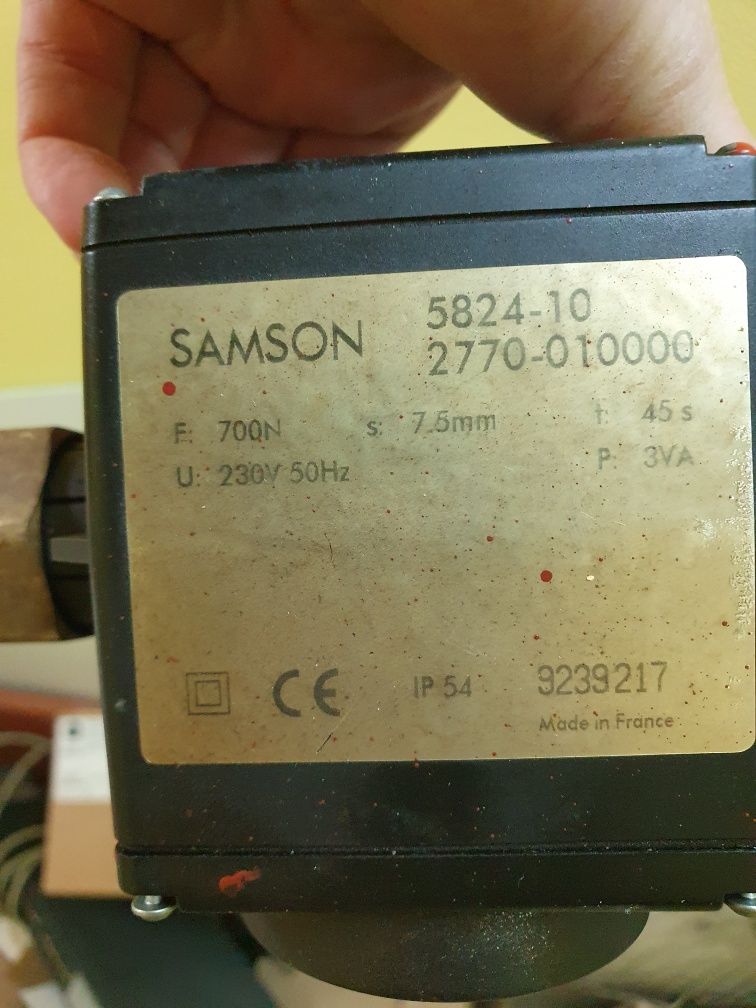 SAMSON
5824-10
2770-010000
F: 700N s: 7.5mm t: 45 s
U: 230V 50Hz P: 3VA
CE IP 54 9239217
Made in France